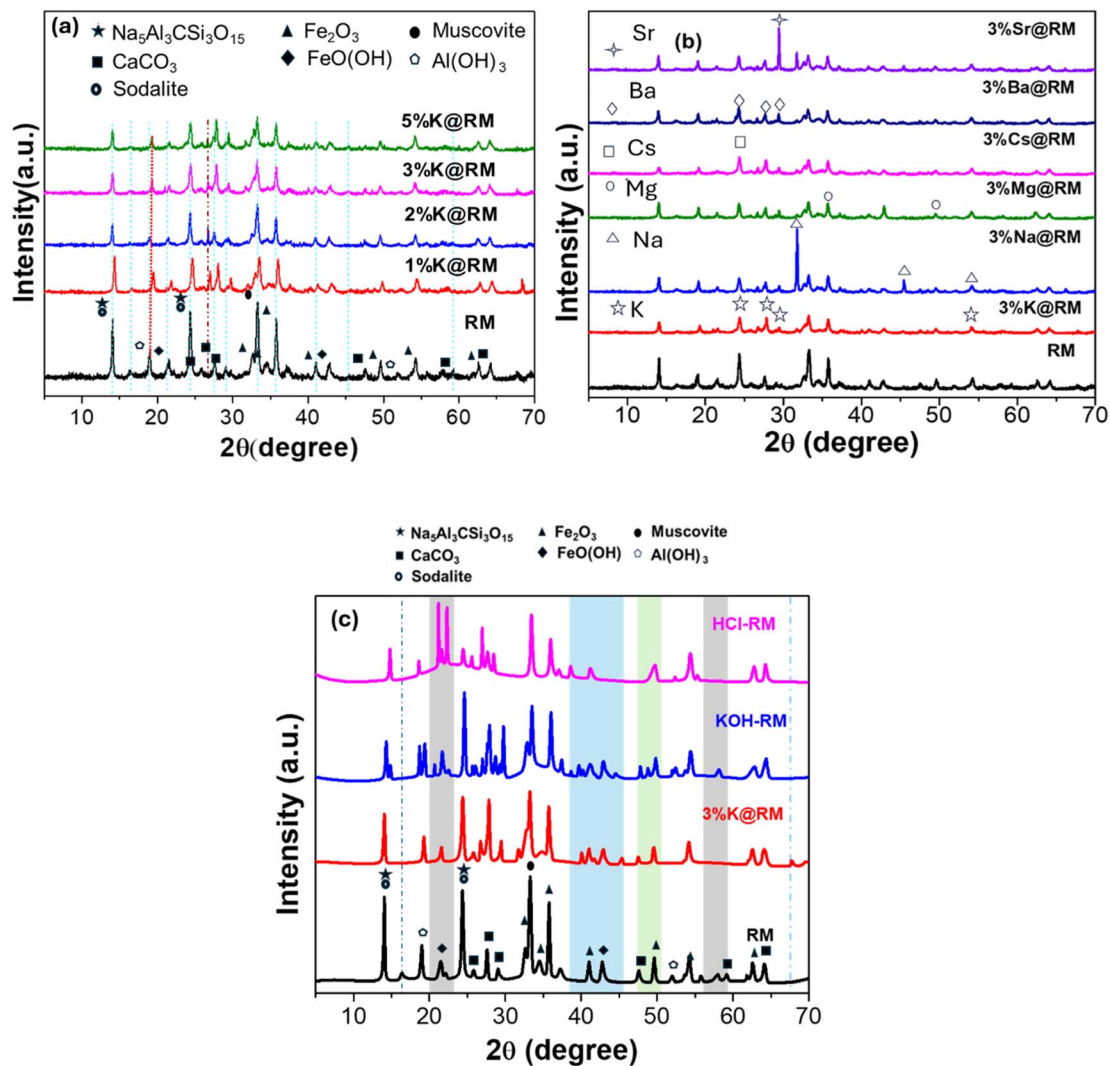 (a)
Na₅Al₃CSi₃O₁₅
Fe₂O₃
Muscovite
CaCO₃
FeO(OH)
Al(OH)₃
Sodalite
5%K@RM
3%K@RM
2%K@RM
1%K@RM
RM
Intensity(a.u.)
10 20 30 40 50 60 70
2θ(degree)
(b)
Sr
3%Sr@RM
Ba
3%Ba@RM
Cs
3%Cs@RM
Mg
3%Mg@RM
Na
3%Na@RM
K
3%K@RM
RM
Intensity (a.u.)
10 20 30 40 50 60 70
2θ (degree)
Na₅Al₃CSi₃O₁₅
Fe₂O₃
Muscovite
CaCO₃
FeO(OH)
Al(OH)₃
Sodalite
(c)
HCl-RM
KOH-RM
3%K@RM
RM
Intensity (a.u.)
10 20 30 40 50 60 70
2θ (degree)